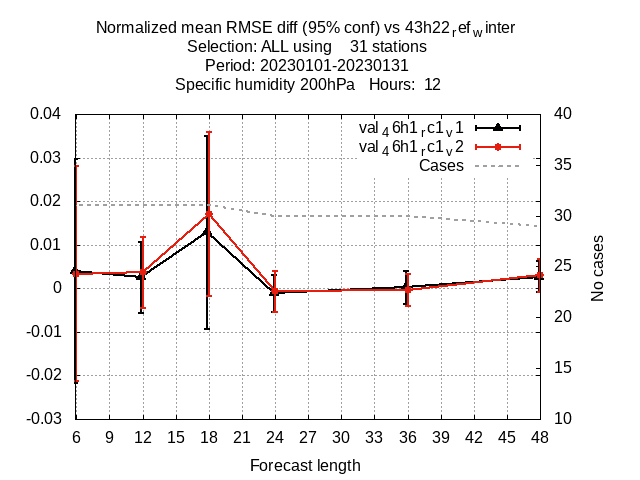 Normalized mean RMSE diff (95% conf) vs 43h22refwinter
Selection: ALL using 31 stations
Period: 20230101-20230131
Specific humidity 200hPa Hours: 12
val46h1rc1v1
val46h1rc1v2
Cases
0.04
0.03
0.02
0.01
0
-0.01
-0.02
-0.03
40
35
30
25
20
15
10
No cases
6 9 12 15 18 21 24 27 30 33 36 39 42 45 48
Forecast length